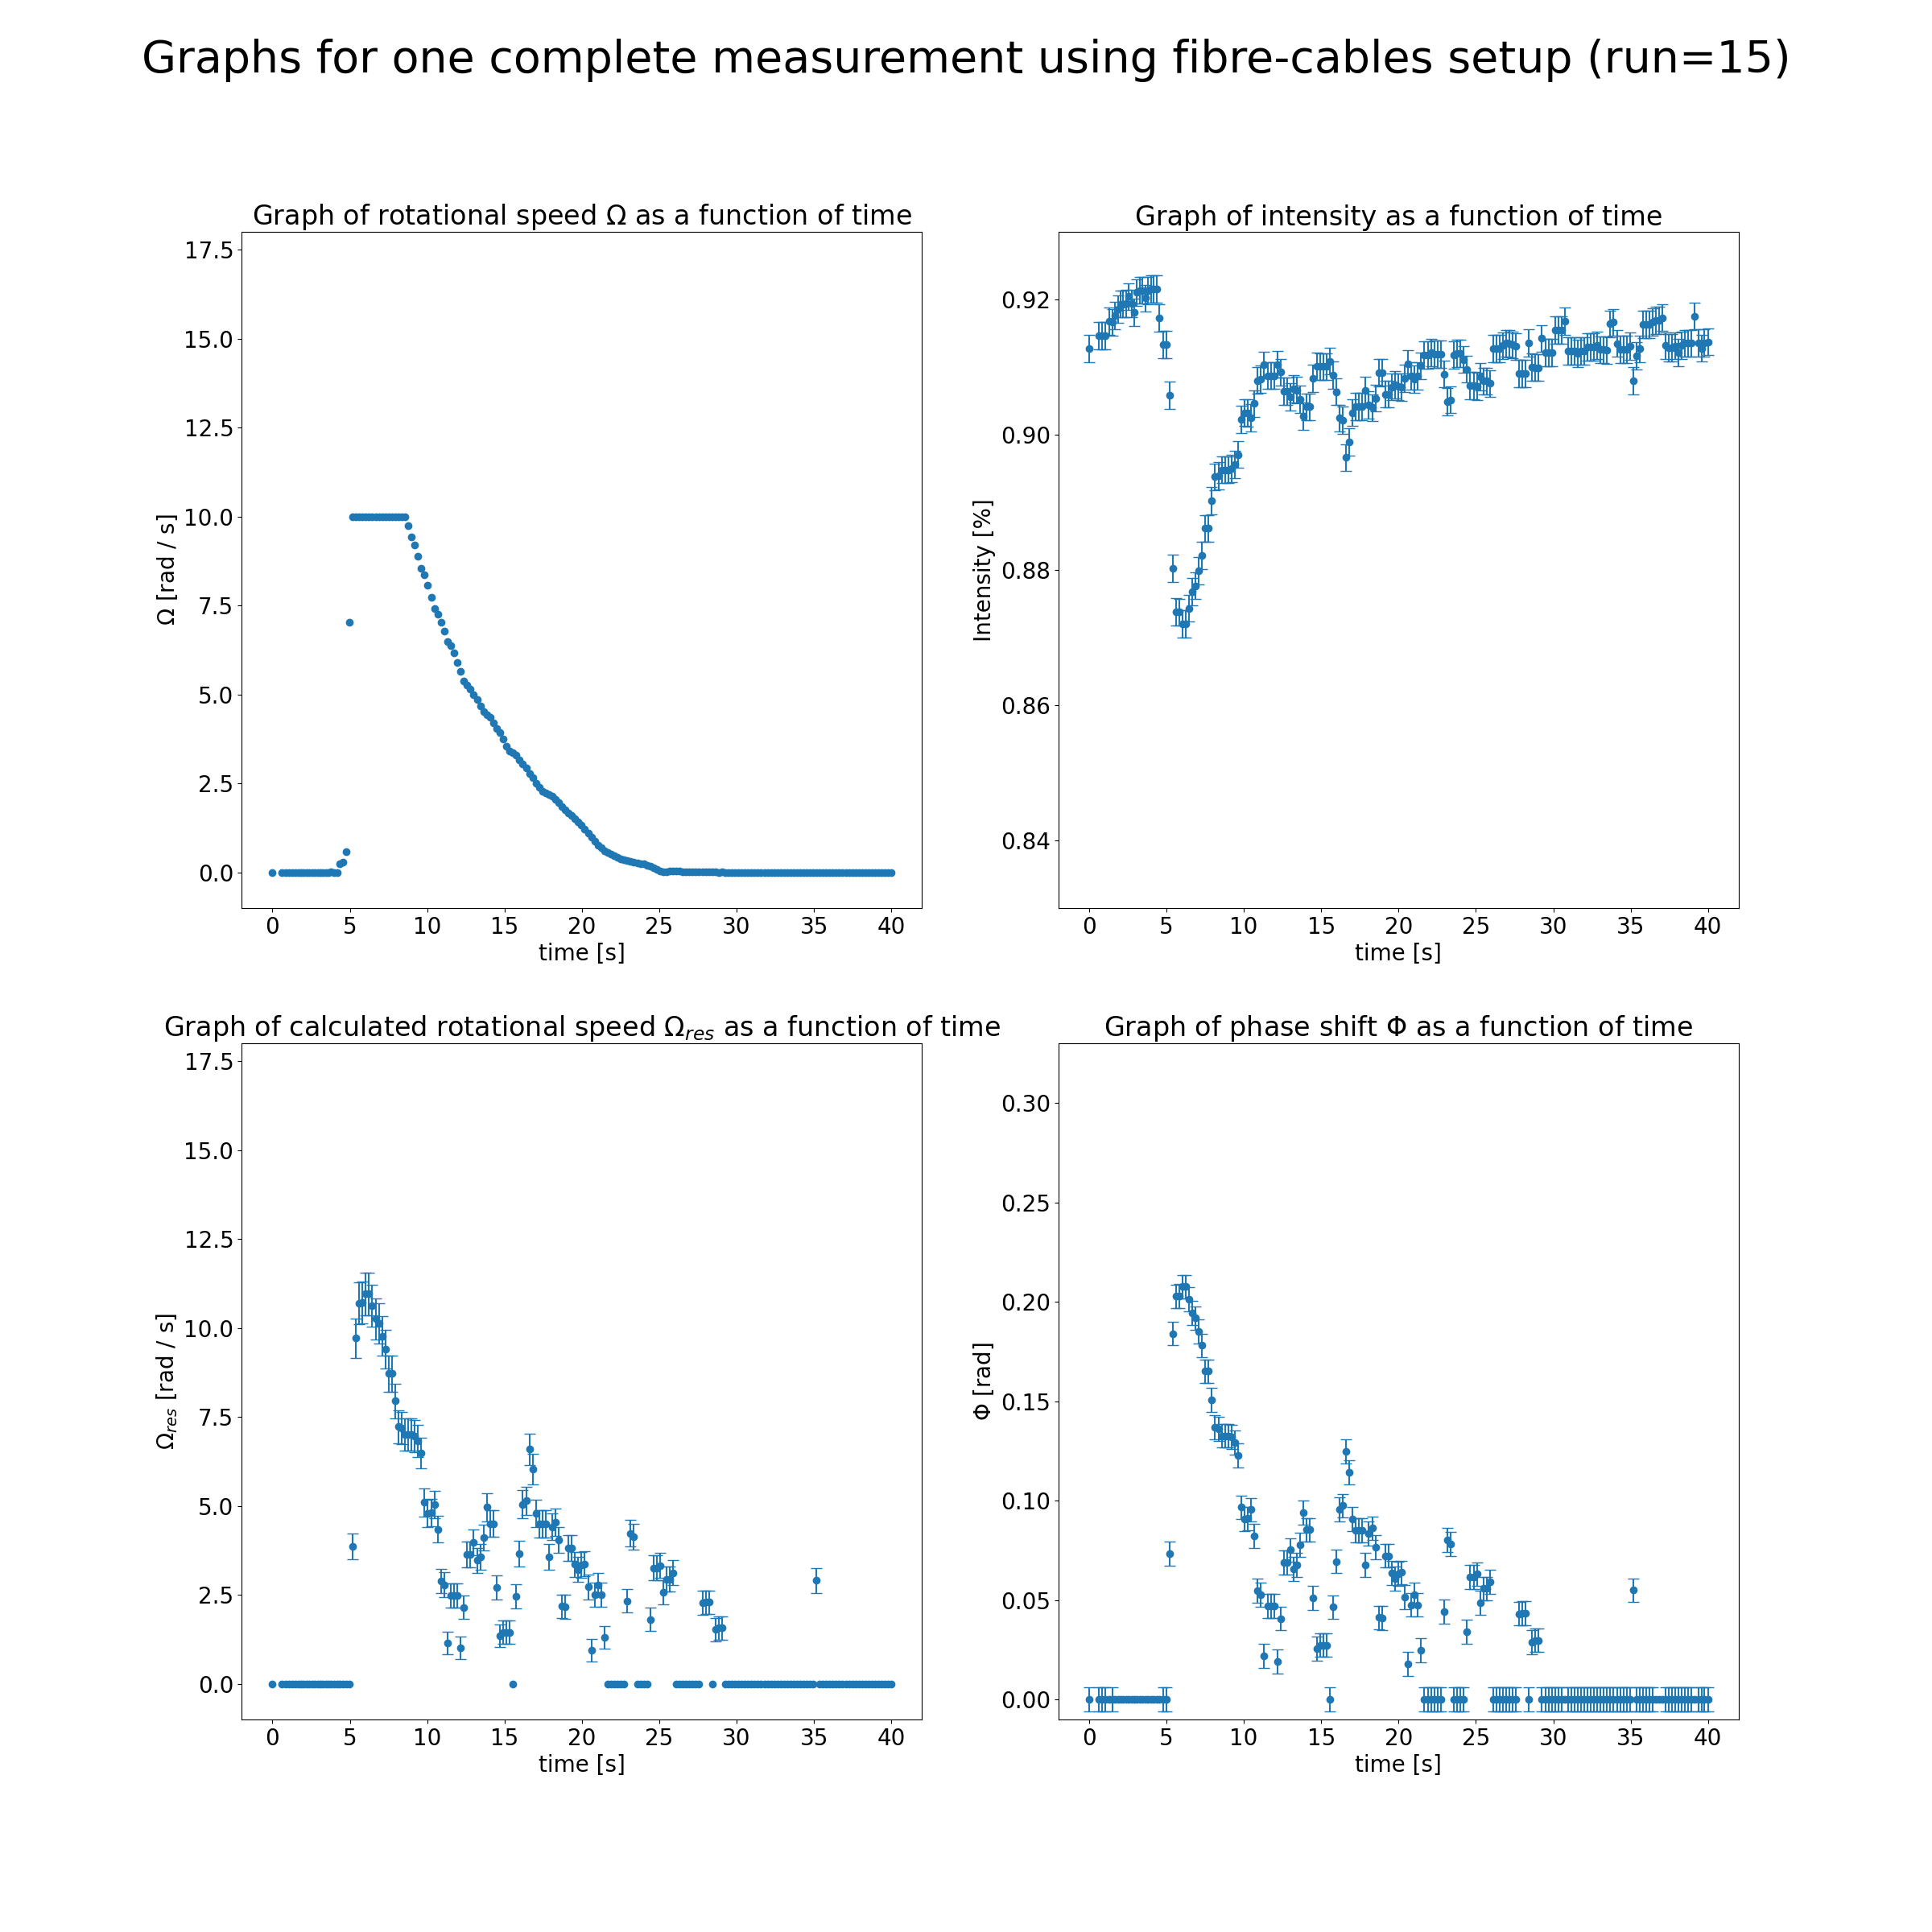 Graphs for one complete measurement using fibre-cables setup (run=15)
Graph of rotational speed Ω as a function of time
17.5
15.0
12.5
10.0
7.5
5.0
2.5
0.0
Ω [rad / s]
0 5 10 15 20 25 30 35 40
time [s]
Graph of intensity as a function of time
0.92
0.90
0.88
0.86
0.84
Intensity [%]
0 5 10 15 20 25 30 35 40
time [s]
Graph of calculated rotational speed Ωres as a function of time
17.5
15.0
12.5
10.0
7.5
5.0
2.5
0.0
Ωres [rad / s]
0 5 10 15 20 25 30 35 40
time [s]
Graph of phase shift Φ as a function of time
0.30
0.25
0.20
0.15
0.10
0.05
0.00
Φ [rad]
0 5 10 15 20 25 30 35 40
time [s]